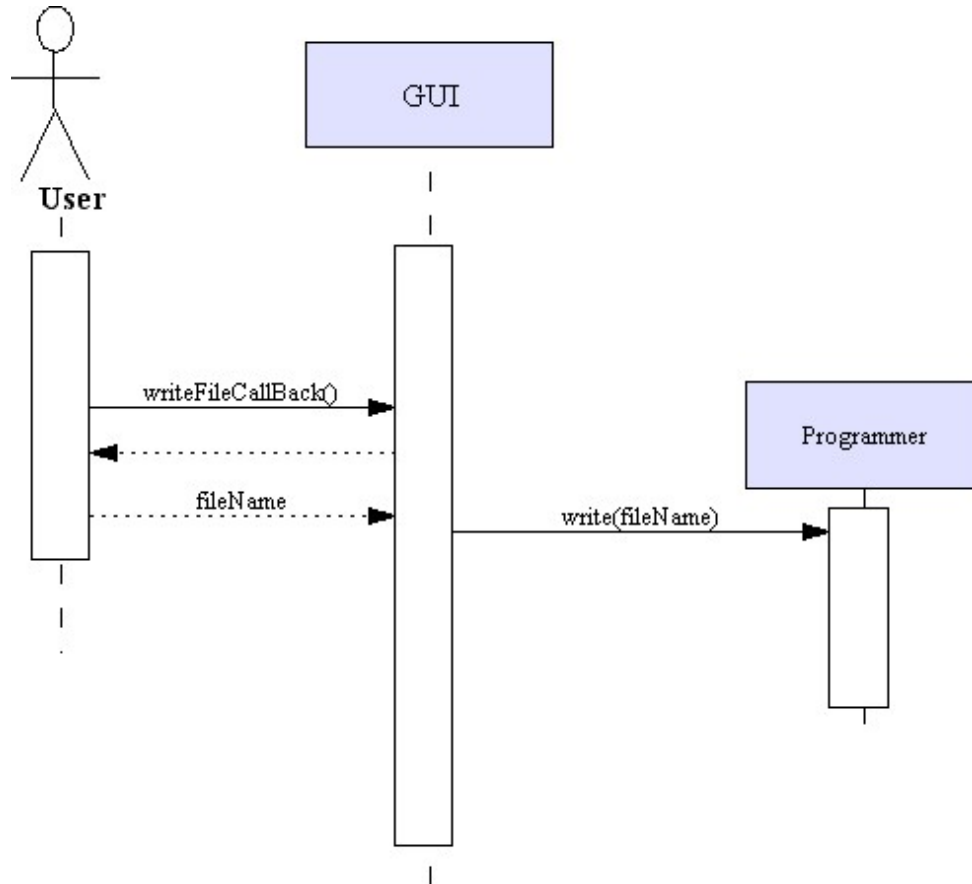 GUI
User
writeFileCallBack()
Programmer
fileName
write(fileName)